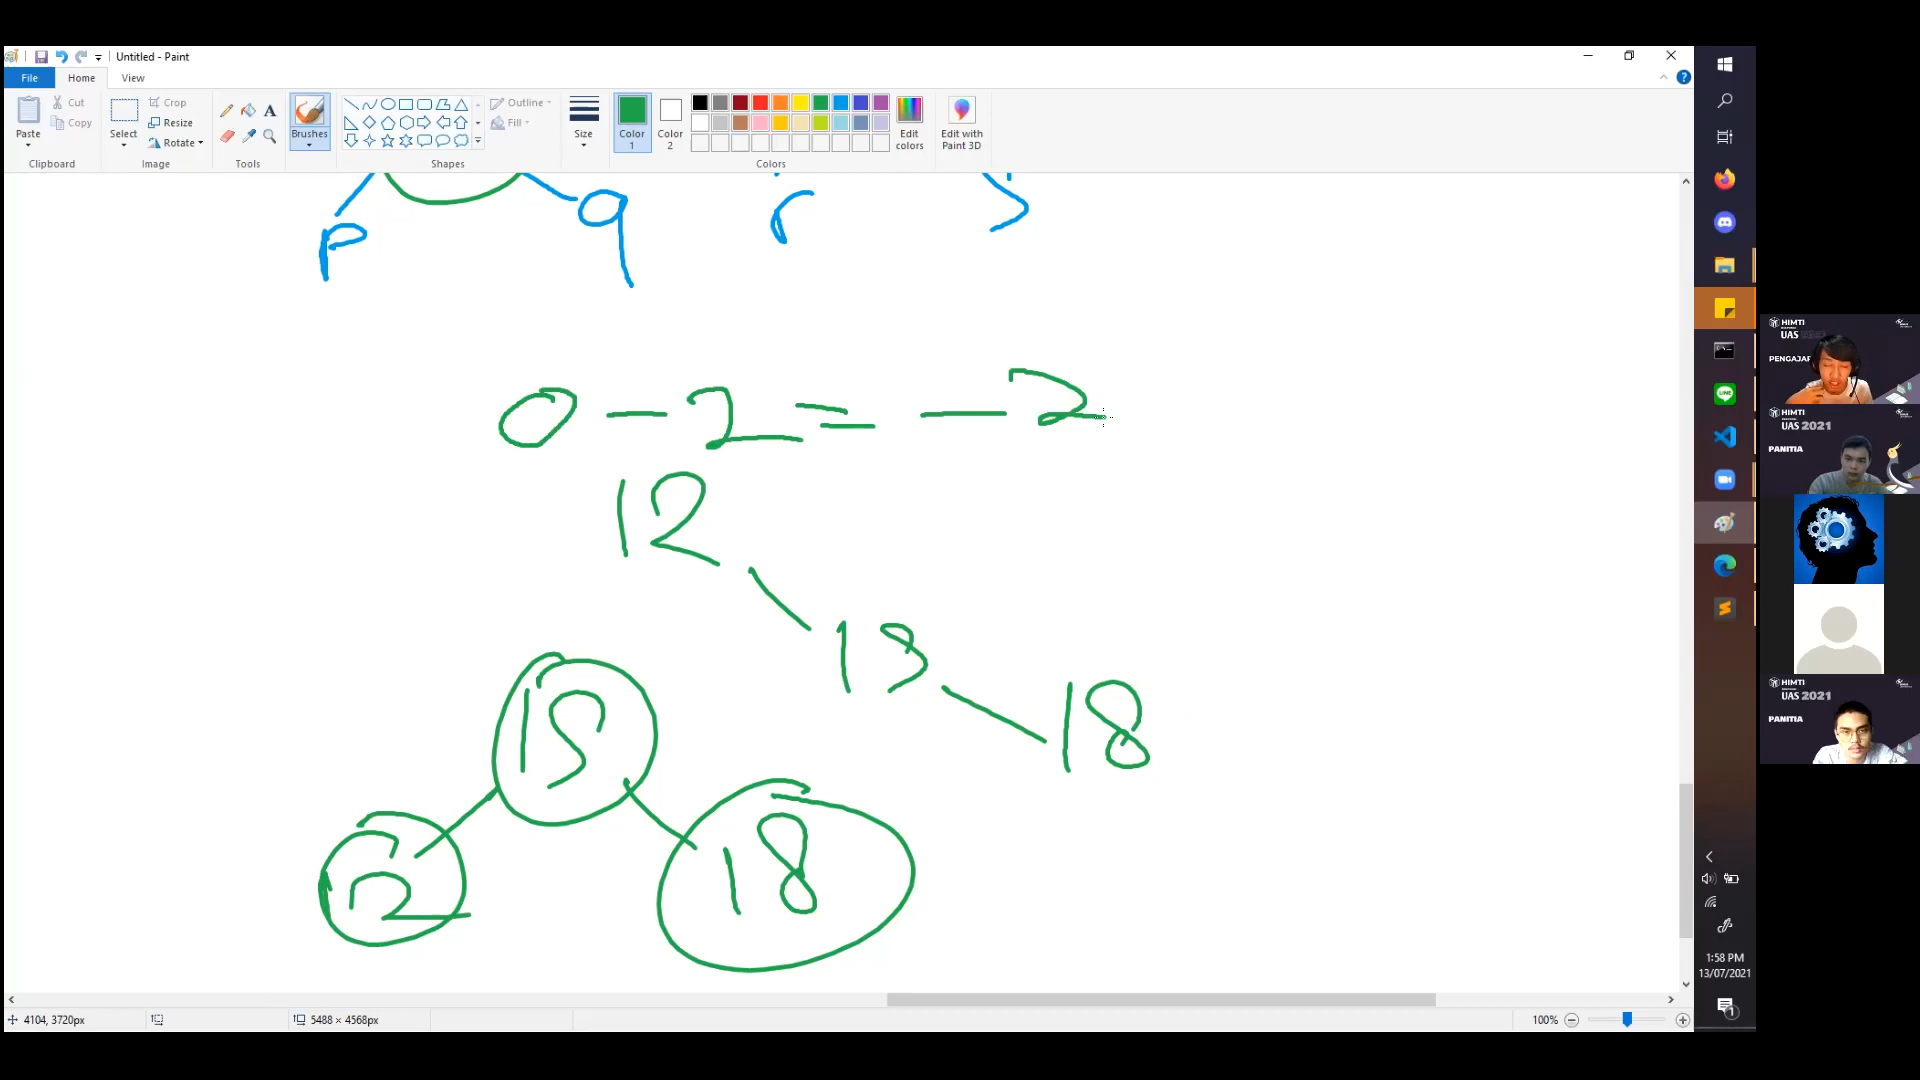 Untitled - Paint
File Home View
Paste
Cut
Copy
Clipboard
Select
Crop
Resize
Rotate
Image
Tools
Brushes
Shapes
Outline
Fill
Size
Color 1
Color 2
Colors
Edit colors
Edit with Paint 3D
p q r s
0 - 2 = - 2
12
13
18
15
2
18
4104, 3720px
5488 × 4568px
100%
1:58 PM
13/07/2021
1
HIMTI
UAS
PENGAJAR
HIMTI
UAS 2021
PANITIA
HIMTI
UAS 2021
PANITIA
LINE